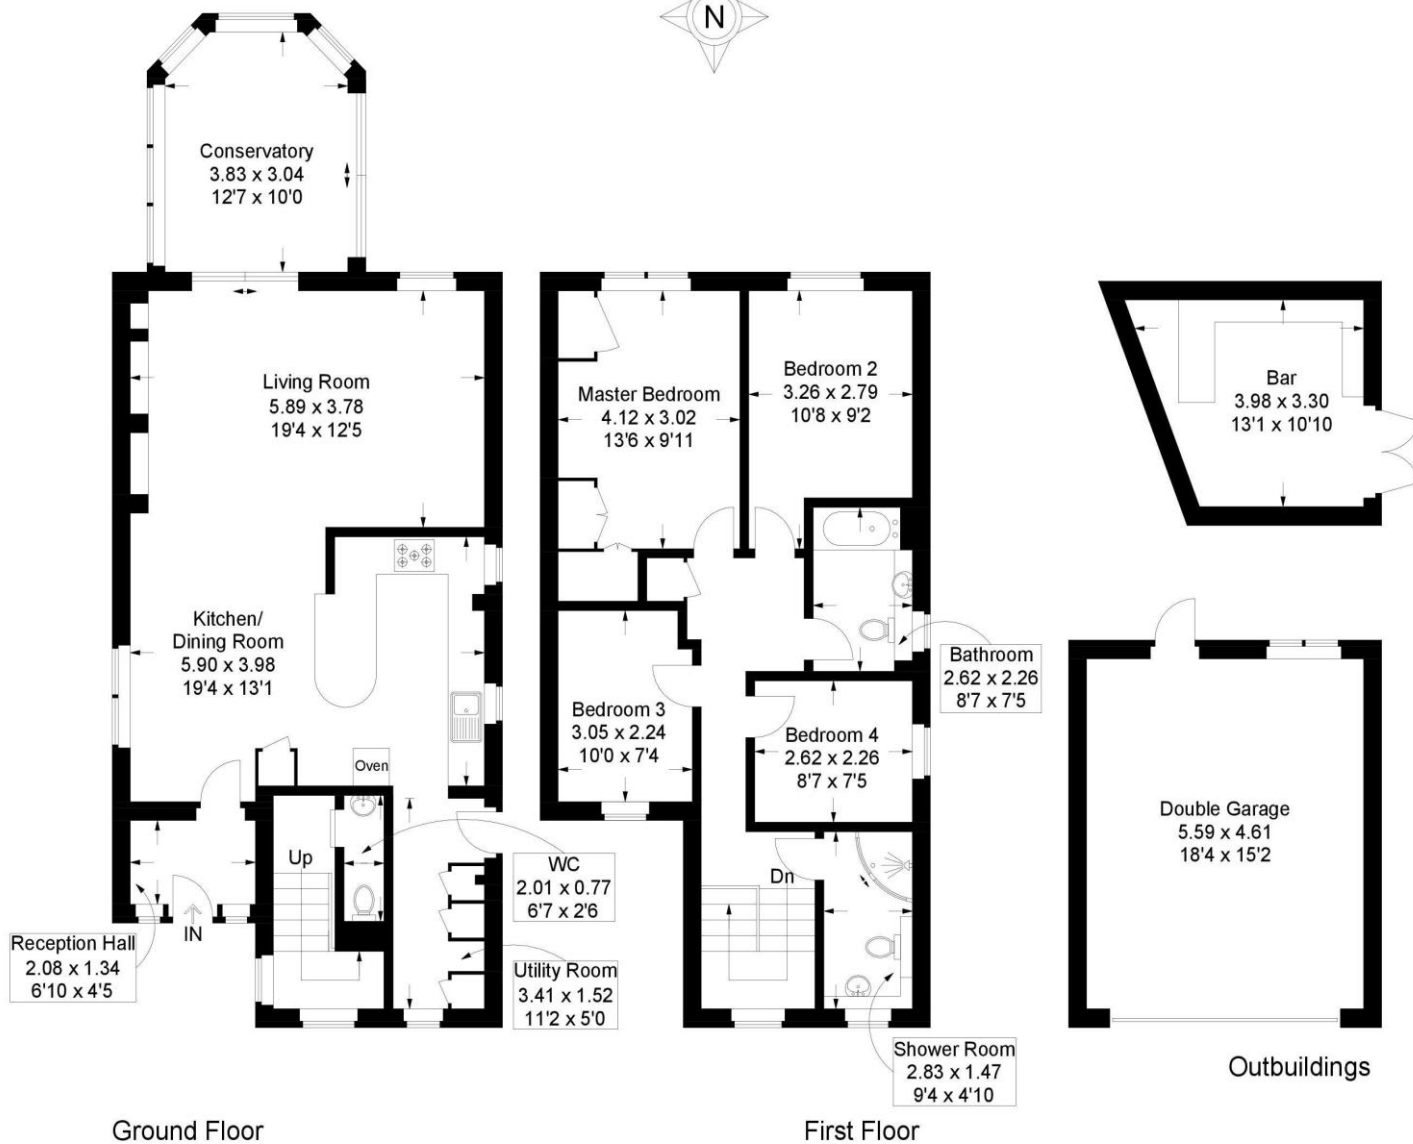 N
Conservatory
3.83 x 3.04
12'7 x 10'0
Living Room
5.89 x 3.78
19'4 x 12'5
Kitchen/
Dining Room
5.90 x 3.98
19'4 x 13'1
Oven
Up
WC
2.01 x 0.77
6'7 x 2'6
IN
Reception Hall
2.08 x 1.34
6'10 x 4'5
Utility Room
3.41 x 1.52
11'2 x 5'0
Ground Floor
Master Bedroom
4.12 x 3.02
13'6 x 9'11
Bedroom 2
3.26 x 2.79
10'8 x 9'2
Bathroom
2.62 x 2.26
8'7 x 7'5
Bedroom 3
3.05 x 2.24
10'0 x 7'4
Bedroom 4
2.62 x 2.26
8'7 x 7'5
Dn
Shower Room
2.83 x 1.47
9'4 x 4'10
First Floor
Bar
3.98 x 3.30
13'1 x 10'10
Double Garage
5.59 x 4.61
18'4 x 15'2
Outbuildings